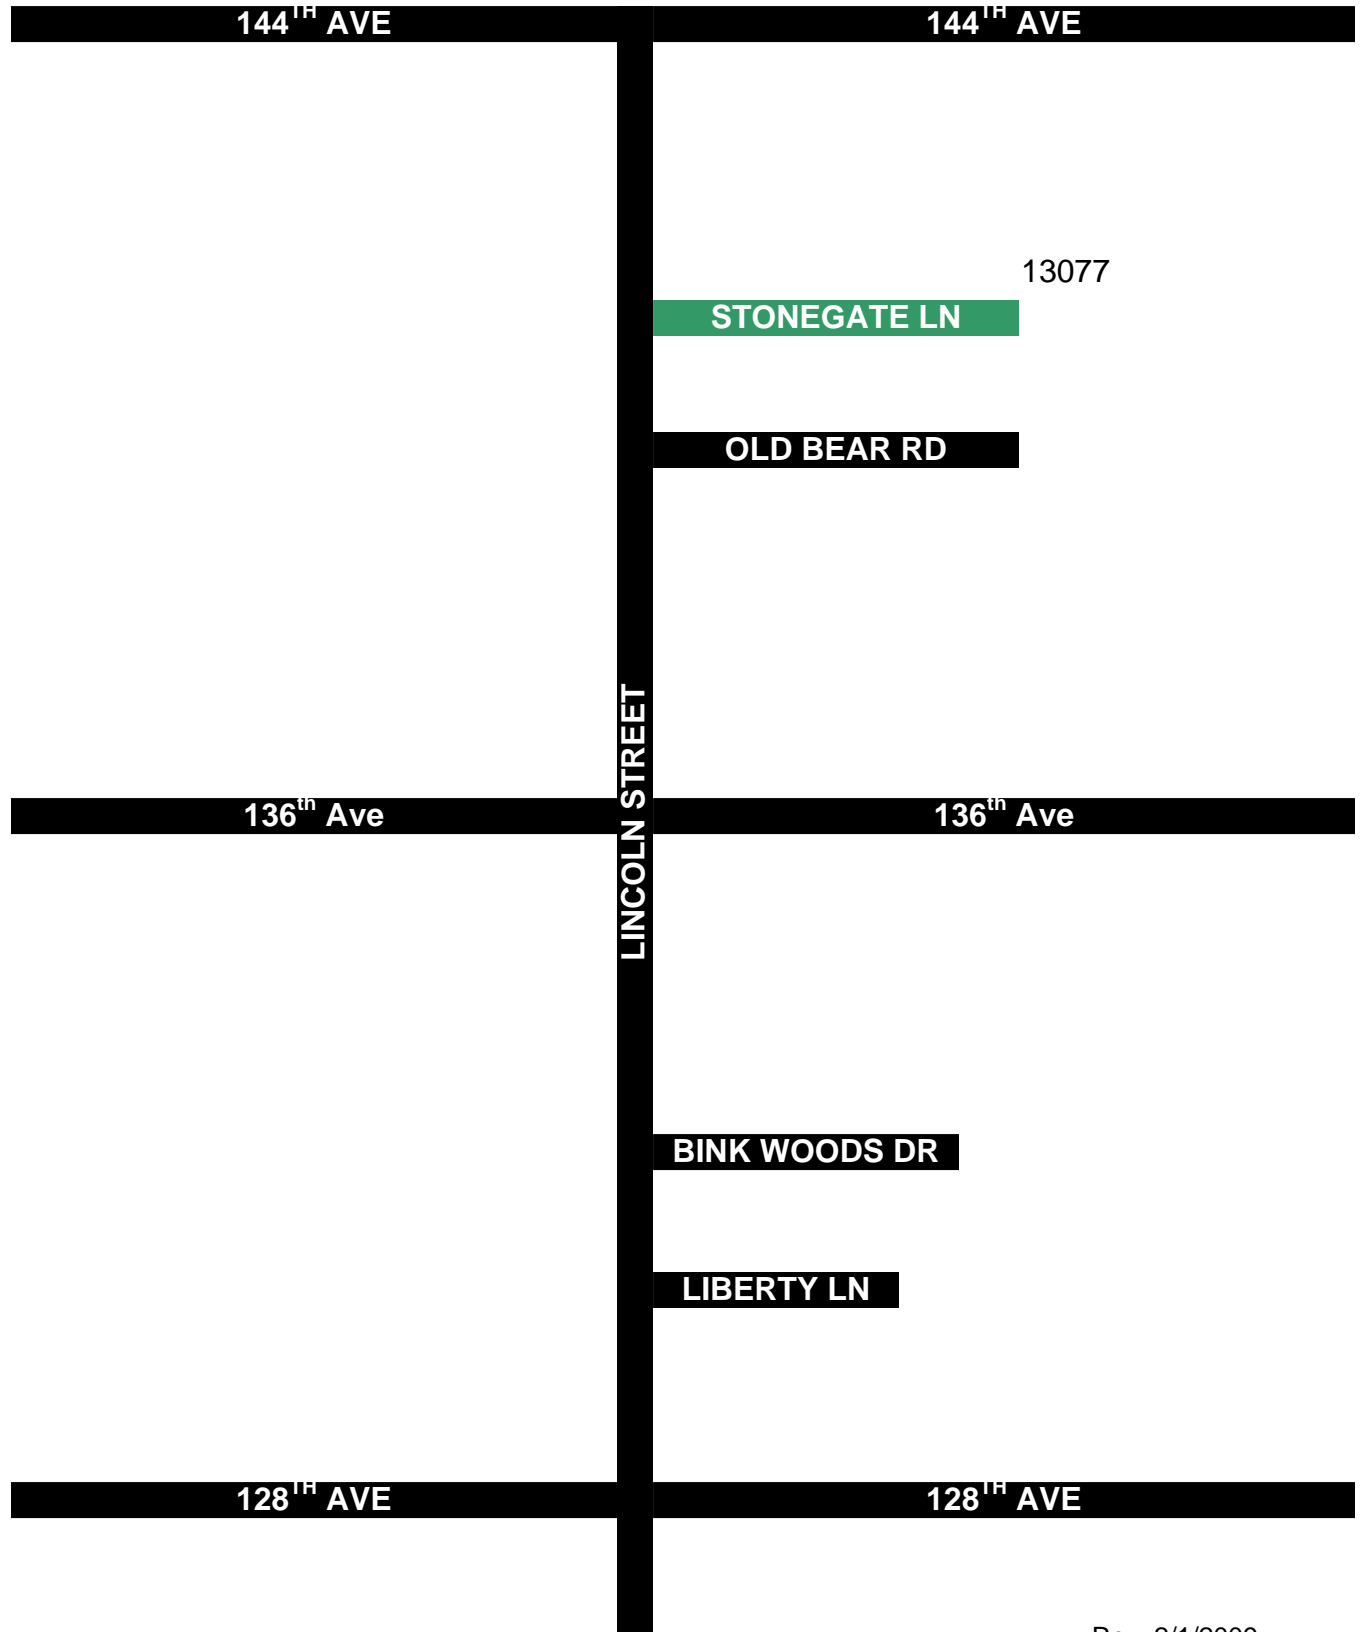 144TH AVE 144TH AVE
13077
STONEGATE LN
OLD BEAR RD
LINCOLN STREET
136th Ave 136th Ave
BINK WOODS DR
LIBERTY LN
128TH AVE 128TH AVE